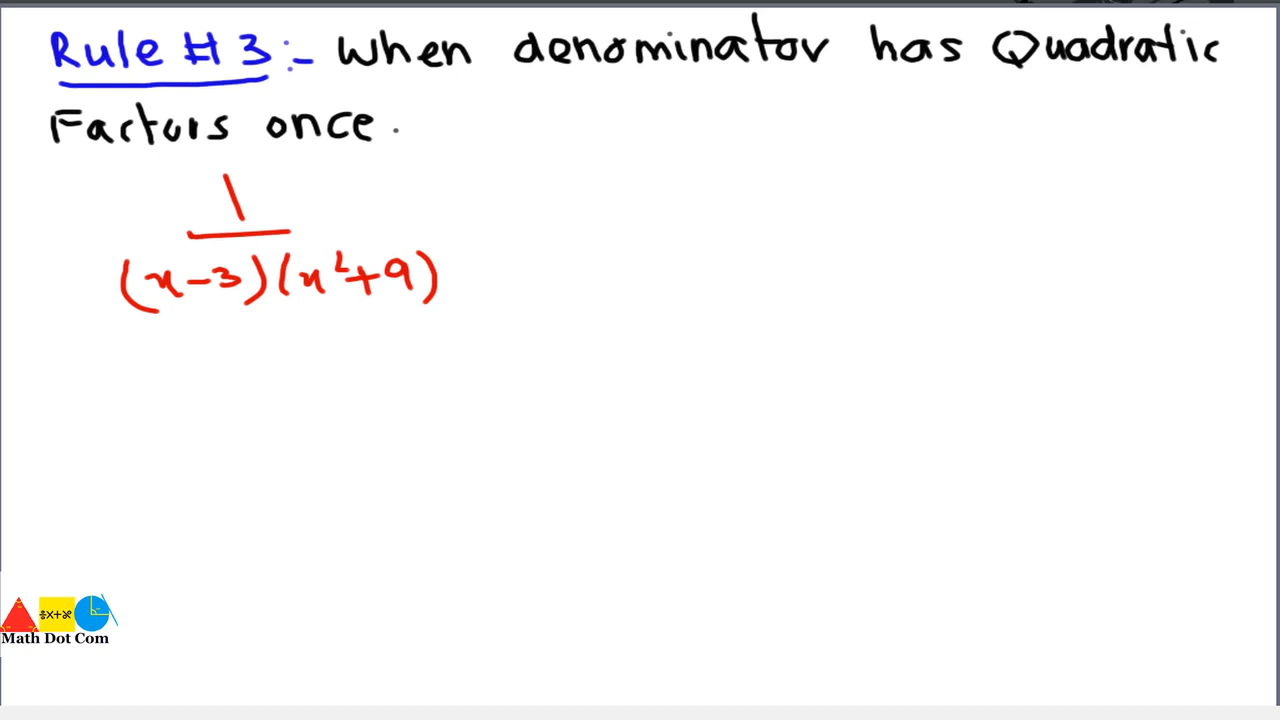 Rule # 3 :- When denominator has Quadratic
Factors once.
1
(x-3)(x²+9)
÷x+
Math Dot Com